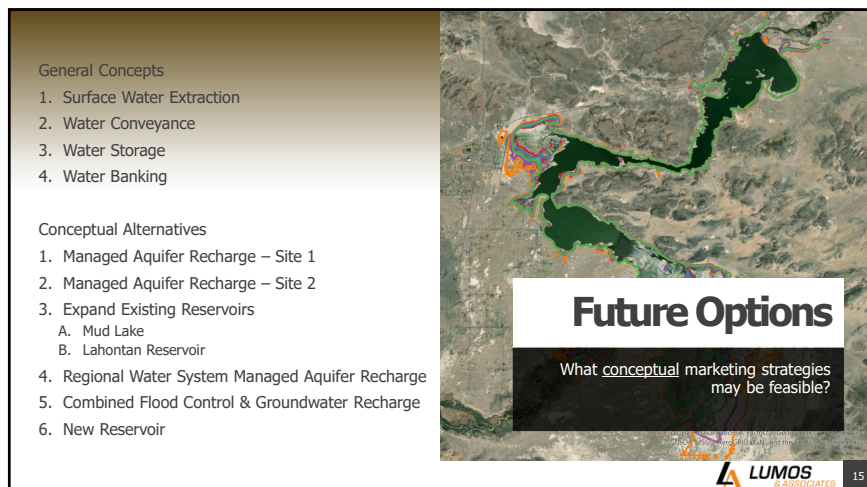 General Concepts
1. Surface Water Extraction
2. Water Conveyance
3. Water Storage
4. Water Banking
Conceptual Alternatives
1. Managed Aquifer Recharge – Site 1
2. Managed Aquifer Recharge – Site 2
3. Expand Existing Reservoirs
A. Mud Lake
B. Lahontan Reservoir
4. Regional Water System Managed Aquifer Recharge
5. Combined Flood Control & Groundwater Recharge
6. New Reservoir
Future Options
What conceptual marketing strategies
may be feasible?
LUMOS
& ASSOCIATES
15